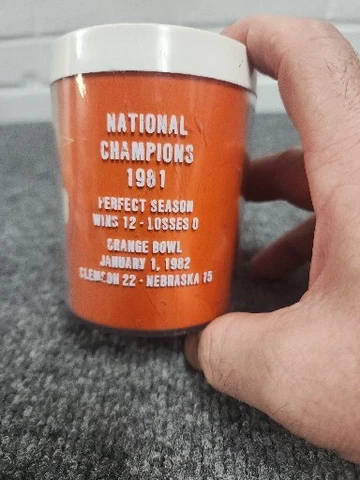 NATIONAL
CHAMPIONS
1981
PERFECT SEASON
WINS 12 - LOSSES 0
ORANGE BOWL
JANUARY 1, 1982
CLEMSON 22 - NEBRASKA 15